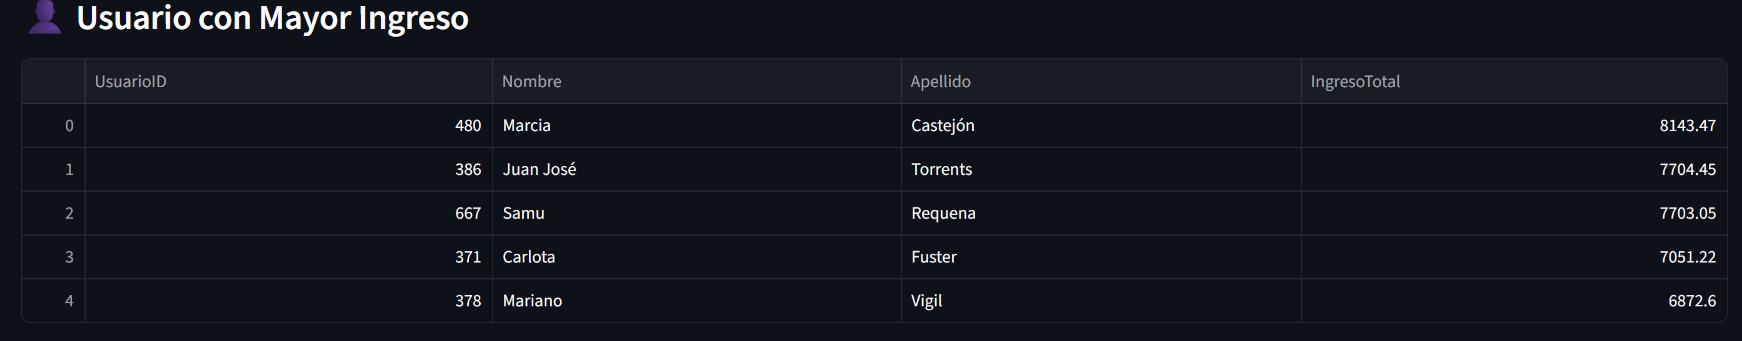 Usuario con Mayor Ingreso
UsuarioID Nombre Apellido IngresoTotal
0 480 Marcia Castejón 8143.47
1 386 Juan José Torrents 7704.45
2 667 Samu Requena 7703.05
3 371 Carlota Fuster 7051.22
4 378 Mariano Vigil 6872.6